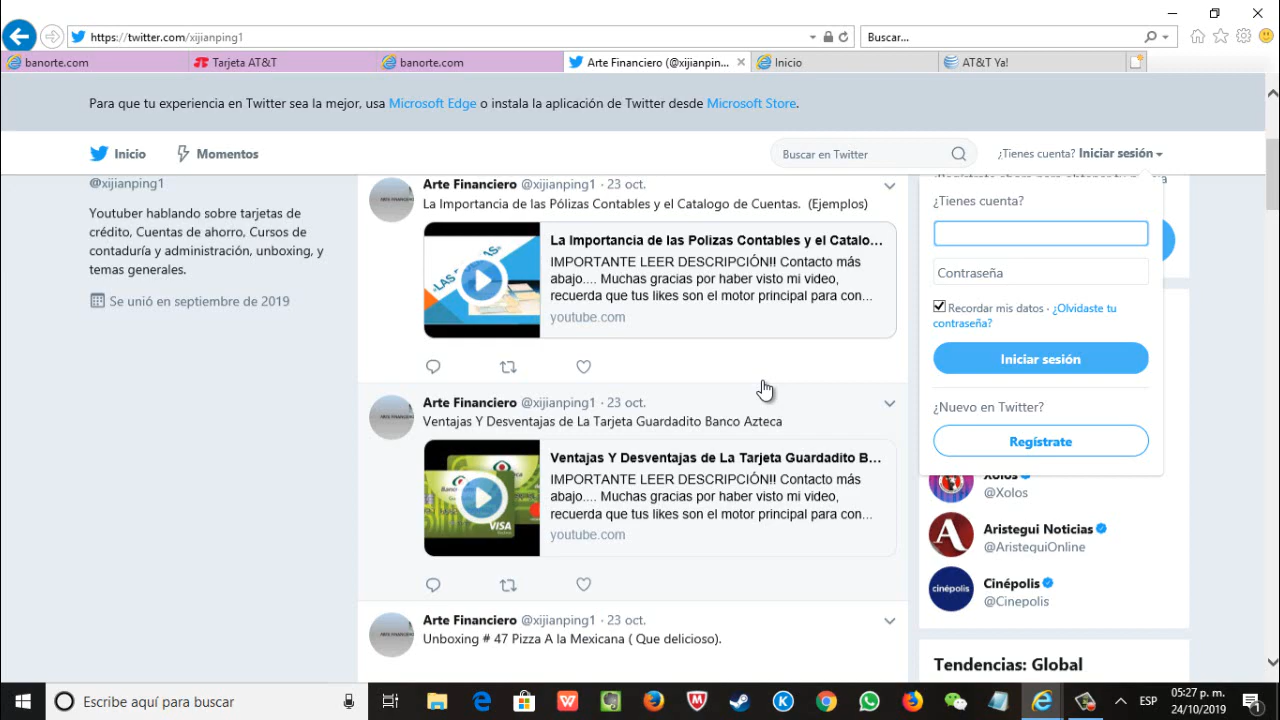 https://twitter.com/xijianping1
Buscar...
banorte.com
Tarjeta AT&T
banorte.com
Arte Financiero (@xijianpin...
Inicio
AT&T Ya!
Para que tu experiencia en Twitter sea la mejor, usa Microsoft Edge o instala la aplicación de Twitter desde Microsoft Store.
Inicio
Momentos
Buscar en Twitter
¿Tienes cuenta? Iniciar sesión
@xijianping1
Youtuber hablando sobre tarjetas de
crédito, Cuentas de ahorro, Cursos de
contaduría y administración, unboxing, y
temas generales.
Se unió en septiembre de 2019
Arte Financiero @xijianping1 · 23 oct.
La Importancia de las Pólizas Contables y el Catalogo de Cuentas. (Ejemplos)
La Importancia de las Polizas Contables y el Catalo...
IMPORTANTE LEER DESCRIPCIÓN!! Contacto más
abajo.... Muchas gracias por haber visto mi video,
recuerda que tus likes son el motor principal para con...
youtube.com
Arte Financiero @xijianping1 · 23 oct.
Ventajas Y Desventajas de La Tarjeta Guardadito Banco Azteca
VISA
Ventajas Y Desventajas de La Tarjeta Guardadito B...
IMPORTANTE LEER DESCRIPCIÓN!! Contacto más
abajo.... Muchas gracias por haber visto mi video,
recuerda que tus likes son el motor principal para con...
youtube.com
Arte Financiero @xijianping1 · 23 oct.
Unboxing # 47 Pizza A la Mexicana ( Que delicioso).
¿Tienes cuenta?
Contraseña
Recordar mis datos · ¿Olvidaste tu
contraseña?
Iniciar sesión
¿Nuevo en Twitter?
Regístrate
Xolos
@Xolos
Aristegui Noticias
@AristeguiOnline
cinépolis
Cinépolis
@Cinepolis
Tendencias: Global
Escribe aquí para buscar
ESP
05:27 p. m.
24/10/2019